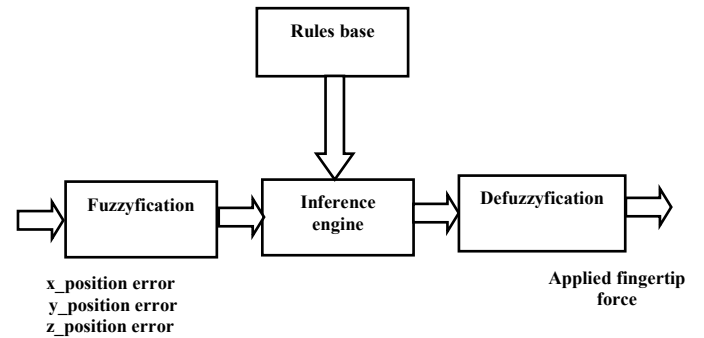 Rules base
Fuzzyfication
Inference
engine
Defuzzyfication
x_position error
y_position error
z_position error
Applied fingertip
force